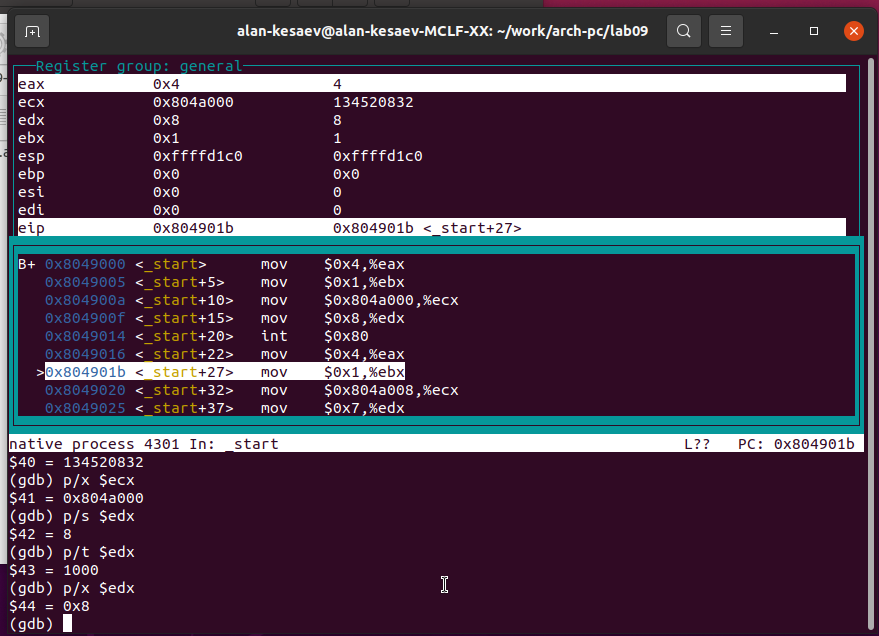 alan-kesaev@alan-kesaev-MCLF-XX: ~/work/arch-pc/lab09
Register group: general
eax 0x4 4
ecx 0x804a000 134520832
edx 0x8 8
ebx 0x1 1
esp 0xffffd1c0 0xffffd1c0
ebp 0x0 0x0
esi 0x0 0
edi 0x0 0
eip 0x804901b 0x804901b <_start+27>
B+ 0x8049000 <_start> mov $0x4,%eax
0x8049005 <_start+5> mov $0x1,%ebx
0x804900a <_start+10> mov $0x804a000,%ecx
0x804900f <_start+15> mov $0x8,%edx
0x8049014 <_start+20> int $0x80
0x8049016 <_start+22> mov $0x4,%eax
>0x804901b <_start+27> mov $0x1,%ebx
0x8049020 <_start+32> mov $0x804a008,%ecx
0x8049025 <_start+37> mov $0x7,%edx
native process 4301 In: _start L?? PC: 0x804901b
$40 = 134520832
(gdb) p/x $ecx
$41 = 0x804a000
(gdb) p/s $edx
$42 = 8
(gdb) p/t $edx
$43 = 1000
(gdb) p/x $edx
$44 = 0x8
(gdb)